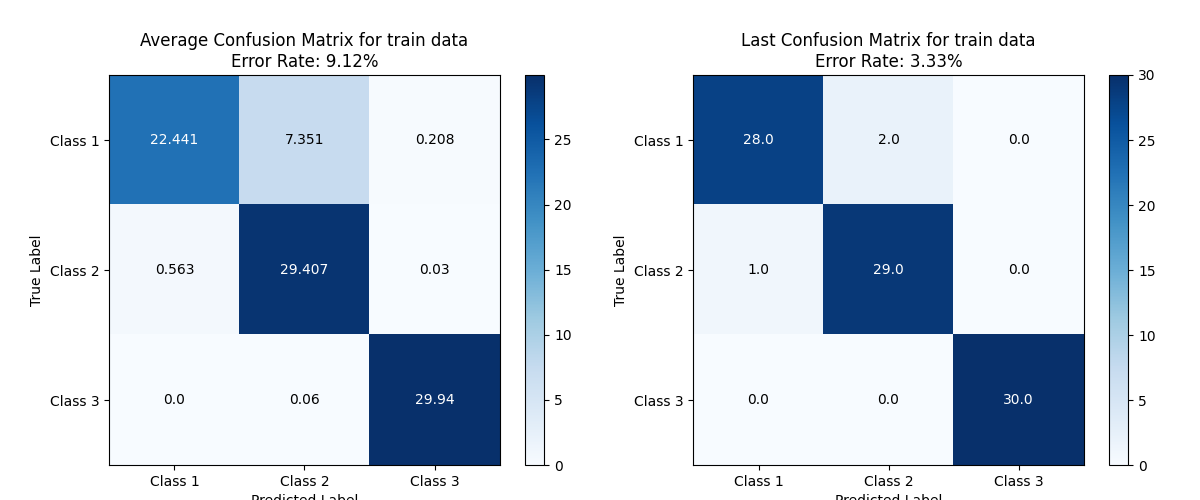 Average Confusion Matrix for train data
Error Rate: 9.12%
True Label
Class 1
22.441 7.351 0.208
Class 2
0.563 29.407 0.03
Class 3
0.0 0.06 29.94
Class 1 Class 2 Class 3
Predicted Label
25
20
15
10
5
0
Last Confusion Matrix for train data
Error Rate: 3.33%
True Label
Class 1
28.0 2.0 0.0
Class 2
1.0 29.0 0.0
Class 3
0.0 0.0 30.0
Class 1 Class 2 Class 3
Predicted Label
30
25
20
15
10
5
0